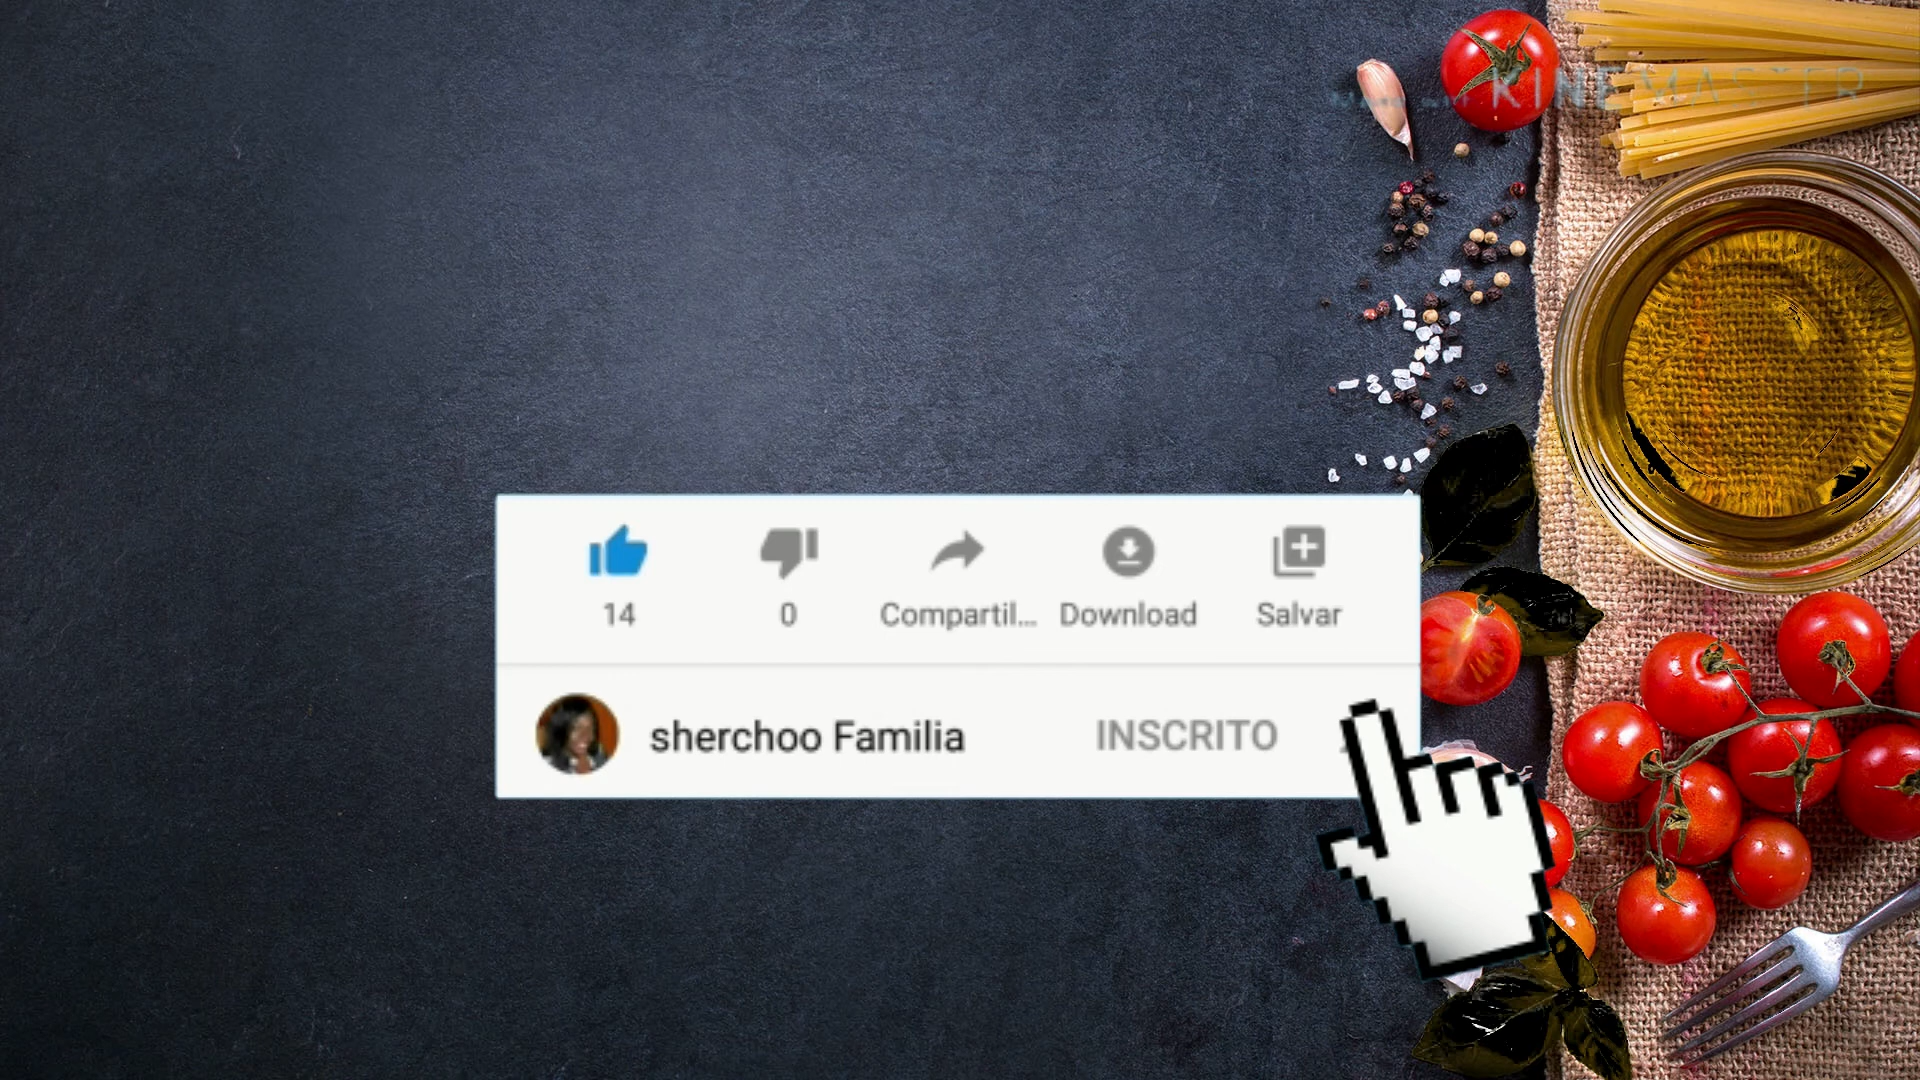 KINEMASTER
14 0 Compartil... Download Salvar
sherchoo Familia INSCRITO